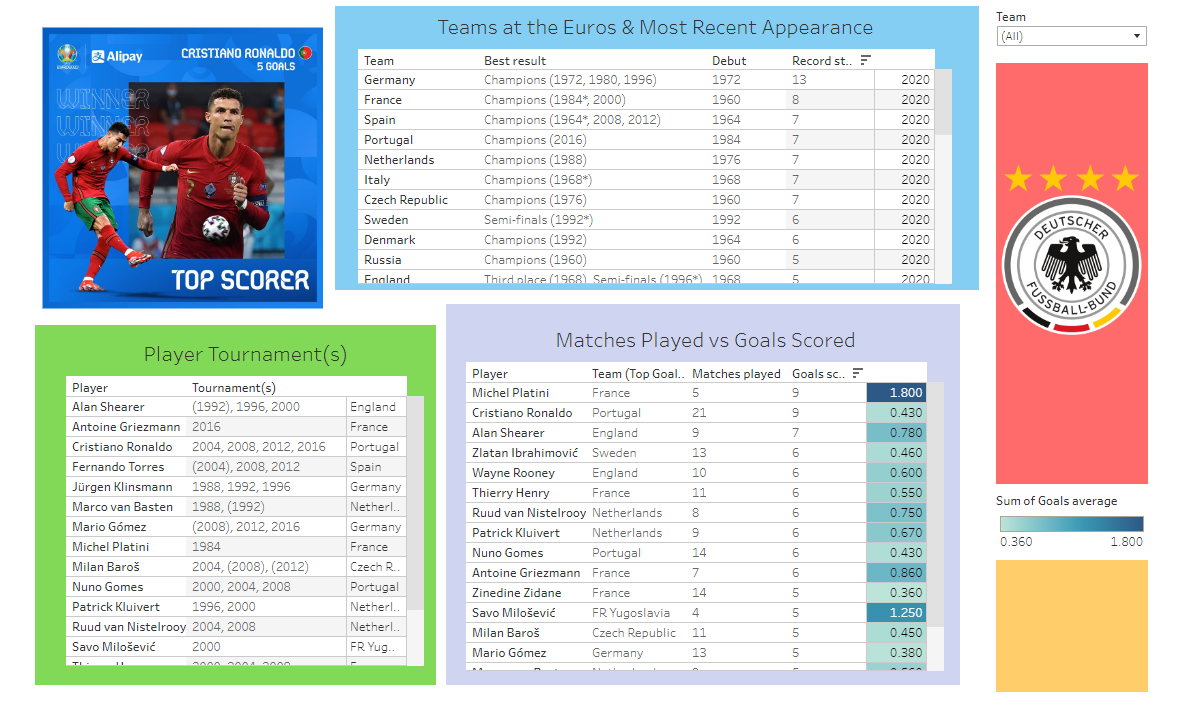 EURO2020
Alipay
CRISTIANO RONALDO
5 GOALS
WINNER
WINNER
TOP SCORER
Teams at the Euros & Most Recent Appearance
Team Best result Debut Record st..
Germany Champions (1972, 1980, 1996) 1972 13 2020
France Champions (1984*, 2000) 1960 8 2020
Spain Champions (1964*, 2008, 2012) 1964 7 2020
Portugal Champions (2016) 1984 7 2020
Netherlands Champions (1988) 1976 7 2020
Italy Champions (1968*) 1968 7 2020
Czech Republic Champions (1976) 1960 7 2020
Sweden Semi-finals (1992*) 1992 6 2020
Denmark Champions (1992) 1964 6 2020
Russia Champions (1960) 1960 5 2020
England Third place (1968), Semi-finals (1996*) 1968 5 2020
Team
(All)
DEUTSCHER
FUSSBALL-BUND
Player Tournament(s)
Player Tournament(s)
Alan Shearer (1992), 1996, 2000 England
Antoine Griezmann 2016 France
Cristiano Ronaldo 2004, 2008, 2012, 2016 Portugal
Fernando Torres (2004), 2008, 2012 Spain
Jürgen Klinsmann 1988, 1992, 1996 Germany
Marco van Basten 1988, (1992) Netherl..
Mario Gómez (2008), 2012, 2016 Germany
Michel Platini 1984 France
Milan Baroš 2004, (2008), (2012) Czech R..
Nuno Gomes 2000, 2004, 2008 Portugal
Patrick Kluivert 1996, 2000 Netherl..
Ruud van Nistelrooy 2004, 2008 Netherl..
Savo Milošević 2000 FR Yug..
Matches Played vs Goals Scored
Player Team (Top Goal.. Matches played Goals sc..
Michel Platini France 5 9 1.800
Cristiano Ronaldo Portugal 21 9 0.430
Alan Shearer England 9 7 0.780
Zlatan Ibrahimović Sweden 13 6 0.460
Wayne Rooney England 10 6 0.600
Thierry Henry France 11 6 0.550
Ruud van Nistelrooy Netherlands 8 6 0.750
Patrick Kluivert Netherlands 9 6 0.670
Nuno Gomes Portugal 14 6 0.430
Antoine Griezmann France 7 6 0.860
Zinedine Zidane France 14 5 0.360
Savo Milošević FR Yugoslavia 4 5 1.250
Milan Baroš Czech Republic 11 5 0.450
Mario Gómez Germany 13 5 0.380
Sum of Goals average
0.360 1.800